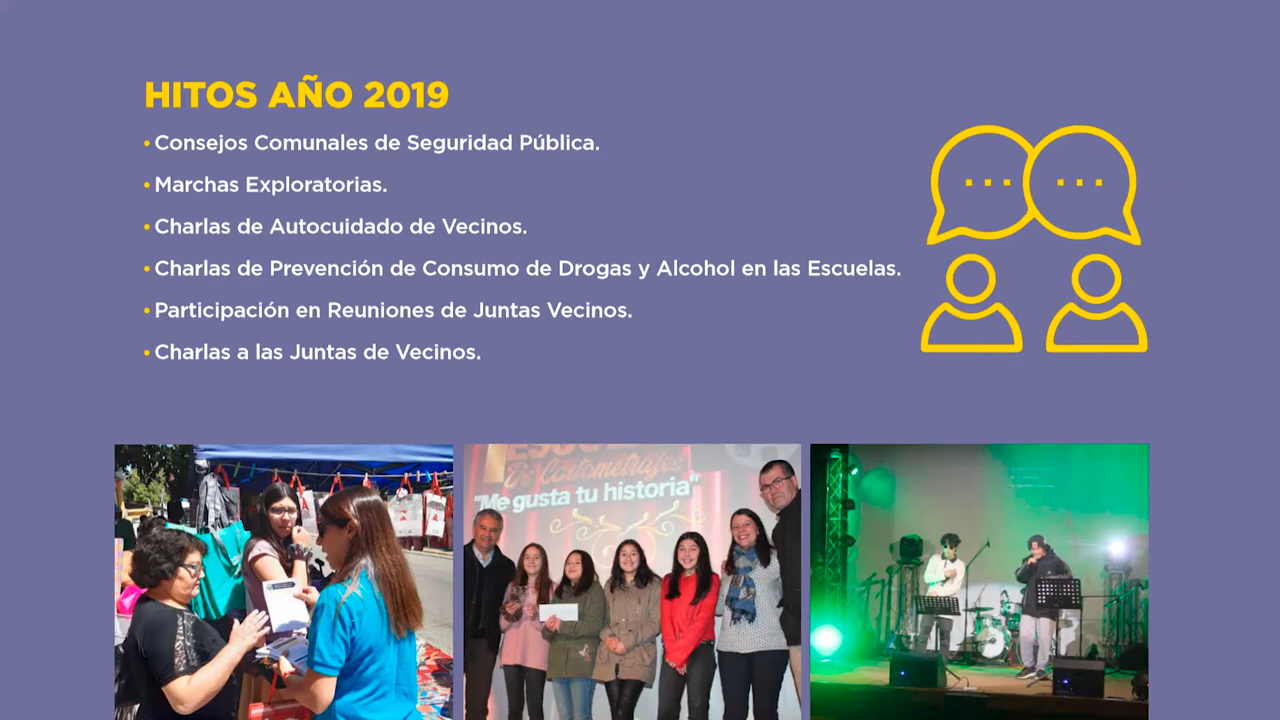 HITOS AÑO 2019
• Consejos Comunales de Seguridad Pública.
• Marchas Exploratorias.
• Charlas de Autocuidado de Vecinos.
• Charlas de Prevención de Consumo de Drogas y Alcohol en las Escuelas.
• Participación en Reuniones de Juntas Vecinos.
• Charlas a las Juntas de Vecinos.
De Cortometrajes
"Me gusta tu historia"